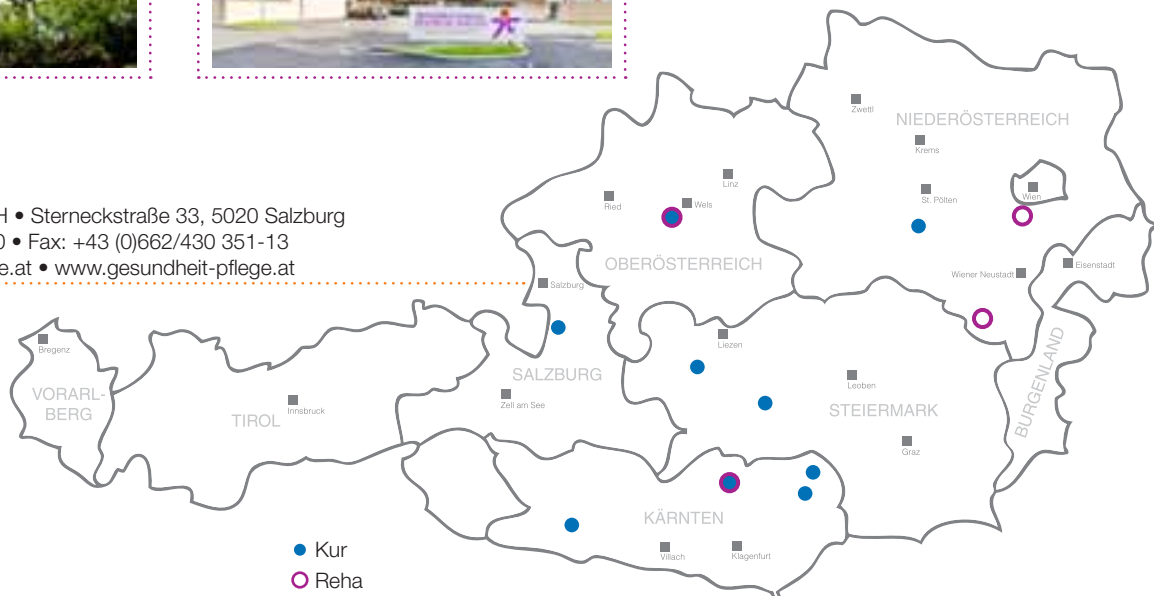 H • Sterneckstraße 33, 5020 Salzburg
0 • Fax: +43 (0)662/430 351-13
e.at • www.gesundheit-pflege.at
Zwettl
NIEDERÖSTERREICH
Krems
Linz
Wien
Ried
Wels
St. Pölten
OBERÖSTERREICH
Eisenstadt
Wiener Neustadt
Salzburg
Bregenz
Liezen
BURGENLAND
SALZBURG
Leoben
VORARL-
BERG
Zell am See
Innsbruck
TIROL
STEIERMARK
Graz
KÄRNTEN
Villach
Klagenfurt
Kur
Reha